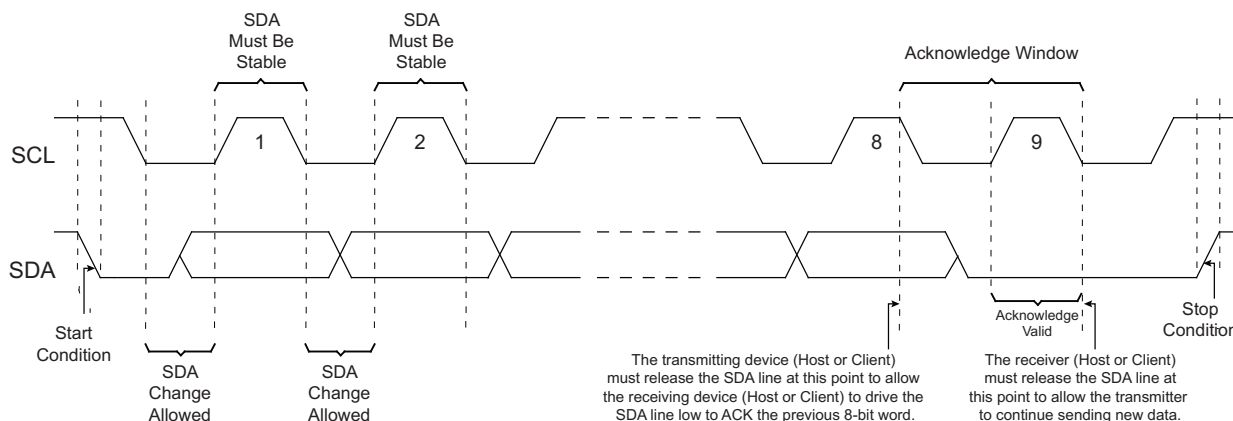 SDA
Must Be
Stable
SDA
Must Be
Stable
Acknowledge Window
SCL
1
2
8
9
SDA
Start
Condition
SDA
Change
Allowed
SDA
Change
Allowed
Acknowledge
Valid
Stop
Condition
The transmitting device (Host or Client)
must release the SDA line at this point to allow
the receiving device (Host or Client) to drive the
SDA line low to ACK the previous 8-bit word.
The receiver (Host or Client)
must release the SDA line at
this point to allow the transmitter
to continue sending new data.